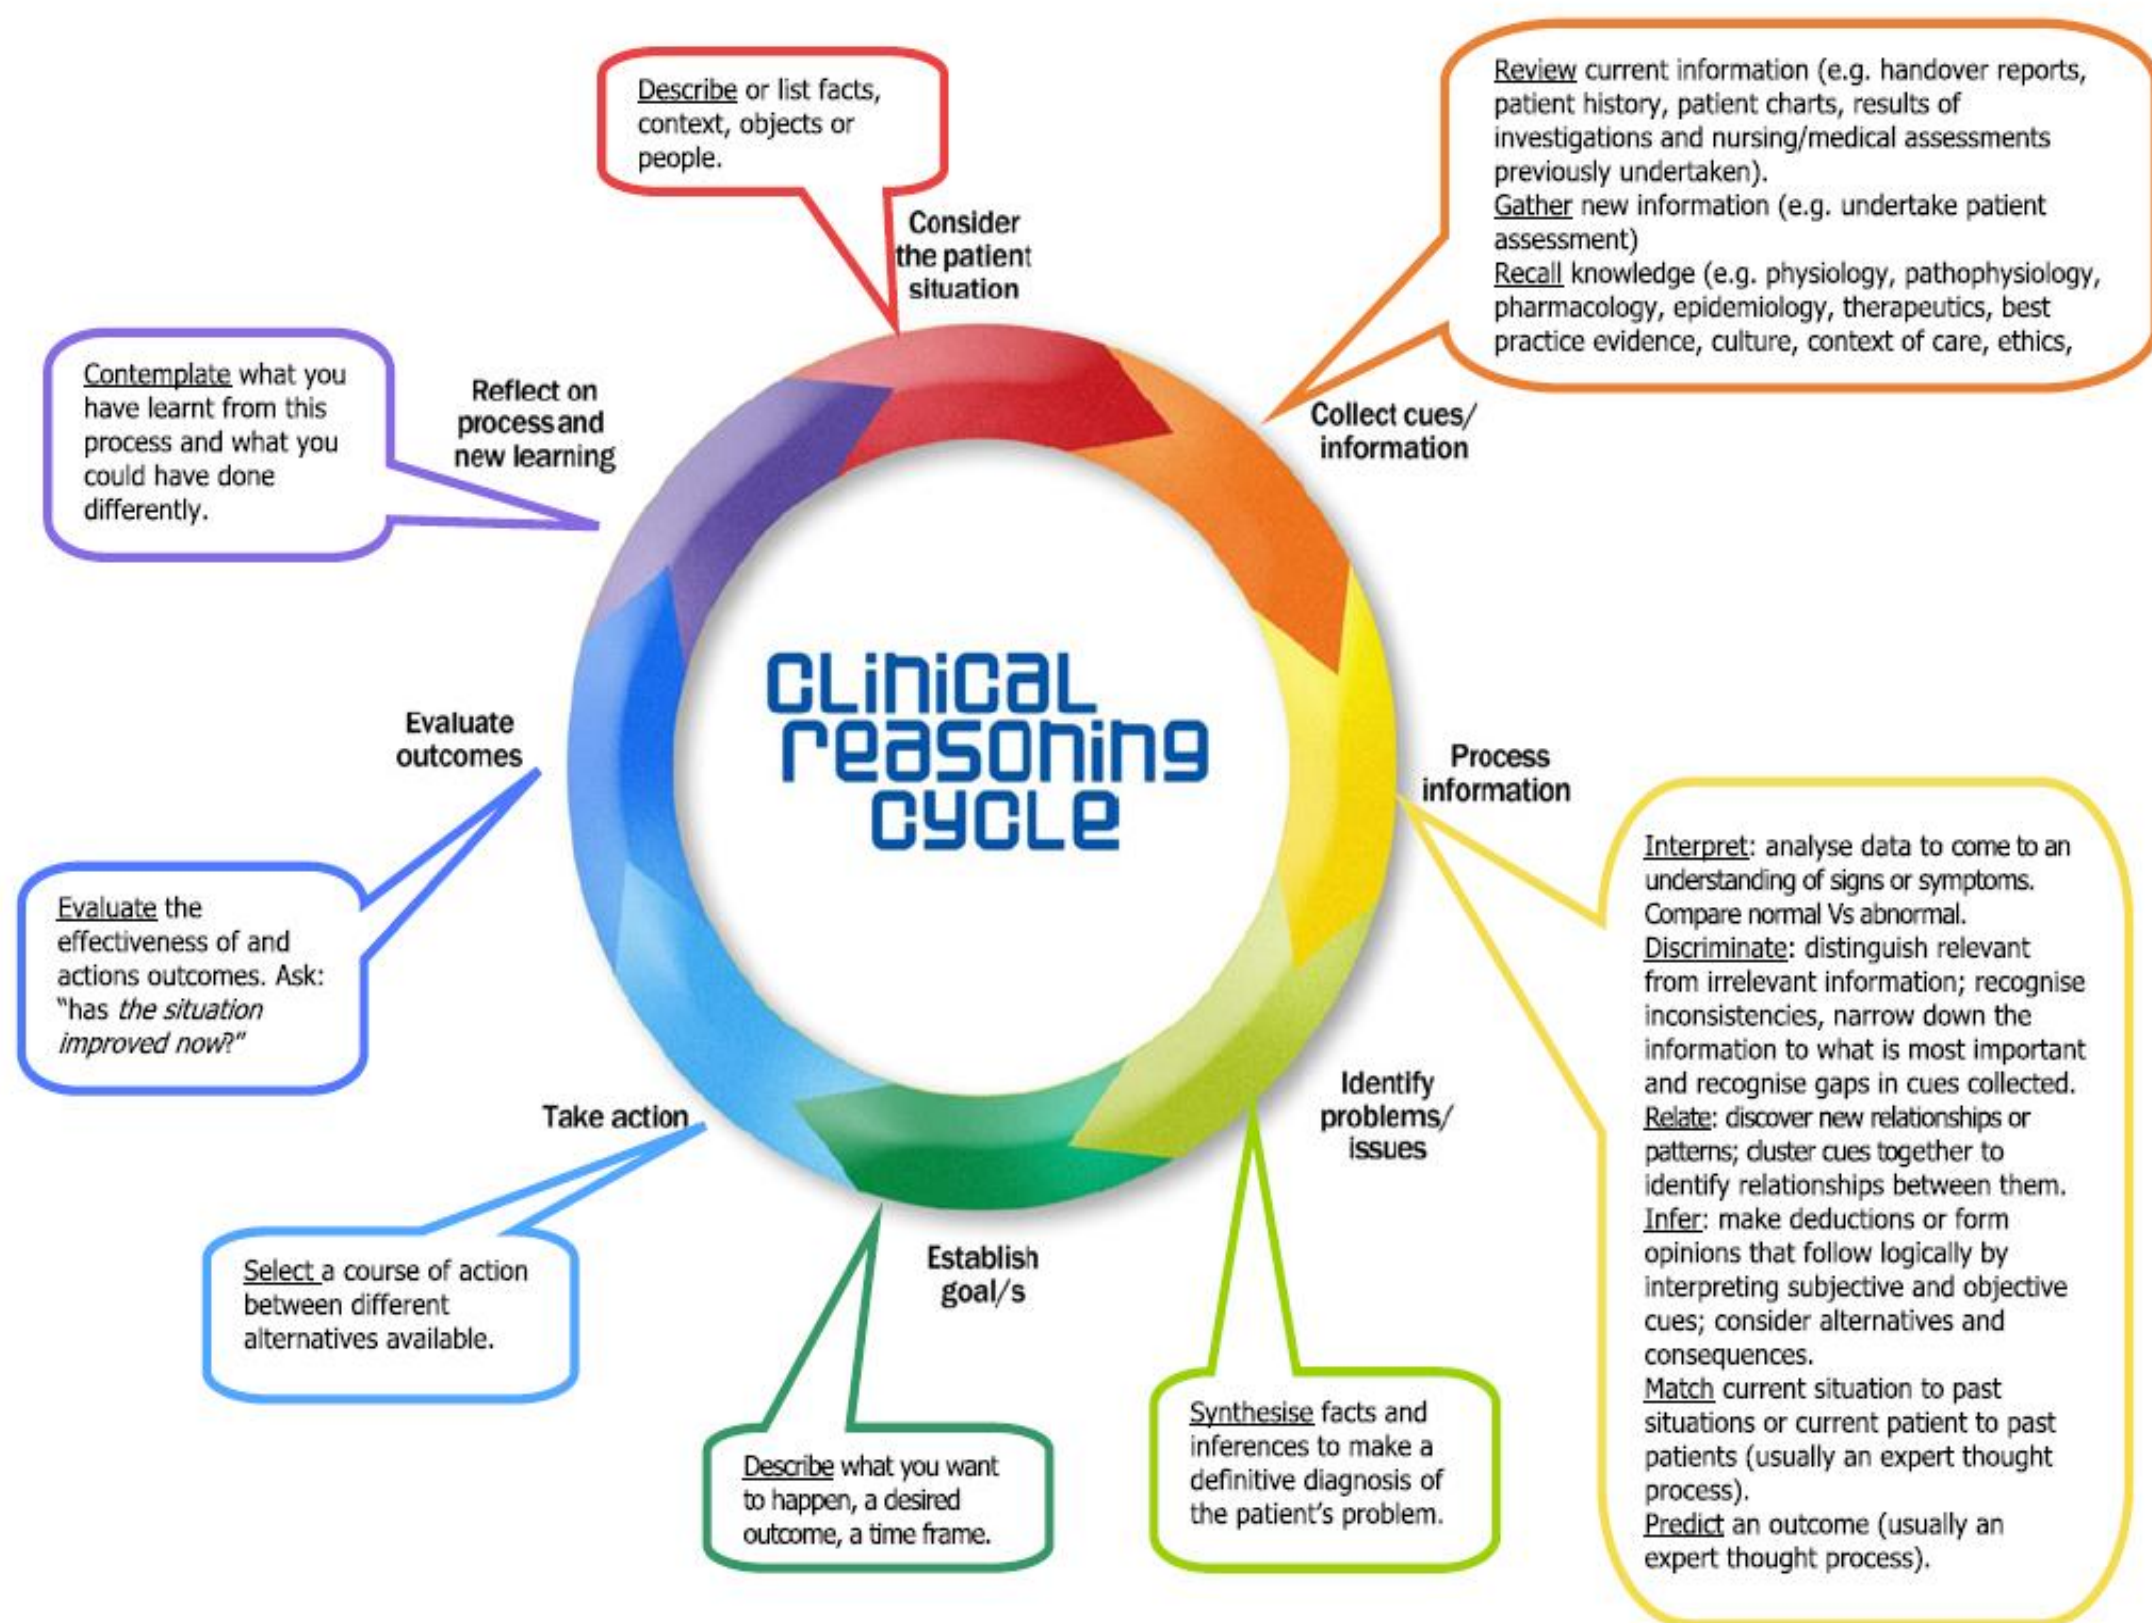 Describe or list facts,
context, objects or
people.
Consider
the patient
situation
Review current information (e.g. handover reports,
patient history, patient charts, results of
investigations and nursing/medical assessments
previously undertaken).
Gather new information (e.g. undertake patient
assessment)
Recall knowledge (e.g. physiology, pathophysiology,
pharmacology, epidemiology, therapeutics, best
practice evidence, culture, context of care, ethics,
Collect cues/
information
Process
information
Interpret: analyse data to come to an
understanding of signs or symptoms.
Compare normal Vs abnormal.
Discriminate: distinguish relevant
from irrelevant information; recognise
inconsistencies, narrow down the
information to what is most important
and recognise gaps in cues collected.
Relate: discover new relationships or
patterns; cluster cues together to
identify relationships between them.
Infer: make deductions or form
opinions that follow logically by
interpreting subjective and objective
cues; consider alternatives and
consequences.
Match current situation to past
situations or current patient to past
patients (usually an expert thought
process).
Predict an outcome (usually an
expert thought process).
Identify
problems/
issues
Synthesise facts and
inferences to make a
definitive diagnosis of
the patient's problem.
Establish
goal/s
Describe what you want
to happen, a desired
outcome, a time frame.
Take action
Select a course of action
between different
alternatives available.
Evaluate
outcomes
Evaluate the
effectiveness of and
actions outcomes. Ask:
"has the situation
improved now?"
Reflect on
process and
new learning
Contemplate what you
have learnt from this
process and what you
could have done
differently.
CLINICAL
reasoning
cycle